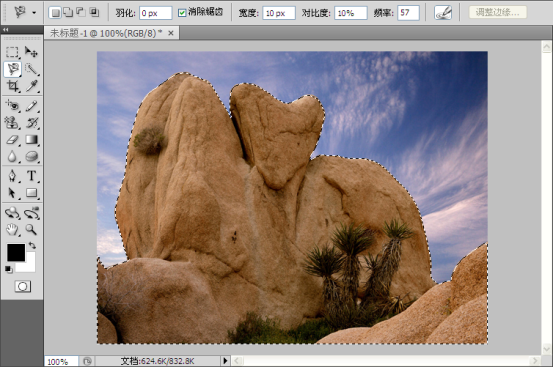 羽化: 0 px 消除锯齿 宽度: 10 px 对比度: 10% 频率: 57 调整边缘...
未标题-1 @ 100%(RGB/8) * ×
T
100% 文档:624.6K/832.8K